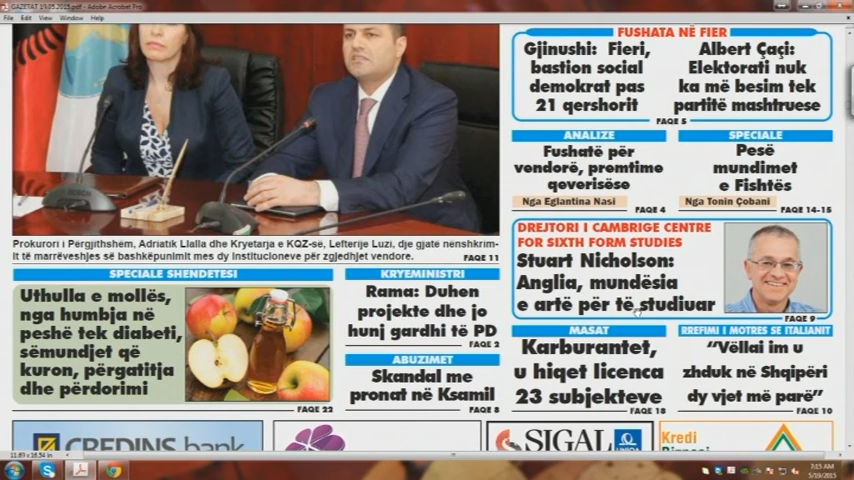 GAZETAT 19.05.2015.pdf - Adobe Acrobat Pro
File Edit View Window Help
Prokurori i Përgjithshëm, Adriatik Llalla dhe Kryetarja e KQZ-së, Lefterije Luzi, dje gjatë nënshkrim-
it të marrëveshjes së bashkëpunimit mes dy Institucioneve për zgjedhjet vendore. FAQE 11
SPECIALE SHENDETESI
Uthulla e mollës,
nga humbja në
peshë tek diabeti,
sëmundjet që
kuron, përgatitja
dhe përdorimi
FAQE 22
KRYEMINISTRI
Rama: Duhen
projekte dhe jo
hunj gardhi të PD
FAQE 2
ABUZIMET
Skandal me
pronat në Ksamil
FAQE 8
FUSHATA NË FIER
Gjinushi: Fieri,
bastion social
demokrat pas
21 qershorit
Albert Çaçi:
Elektorati nuk
ka më besim tek
partitë mashtruese
FAQE 5
ANALIZE
Fushatë për
vendorë, premtime
qeverisëse
Nga Eglantina Nasi
FAQE 4
SPECIALE
Pesë
mundimet
e Fishtës
Nga Tonin Çobani
FAQE 14-15
DREJTORI I CAMBRIGE CENTRE
FOR SIXTH FORM STUDIES
Stuart Nicholson:
Anglia, mundësia
e artë për të studiuar
FAQE 9
MASAT
Karburantet,
u hiqet licenca
23 subjekteve
FAQE 18
RREFIMI I MOTRES SE ITALIANIT
“Vëllai im u
zhduk në Shqipëri
dy vjet më parë”
FAQE 10
CREDINS bank
SIGAL
UNIQA
Kredi
11.69 x 16.54 in
7:15 AM
5/19/2015